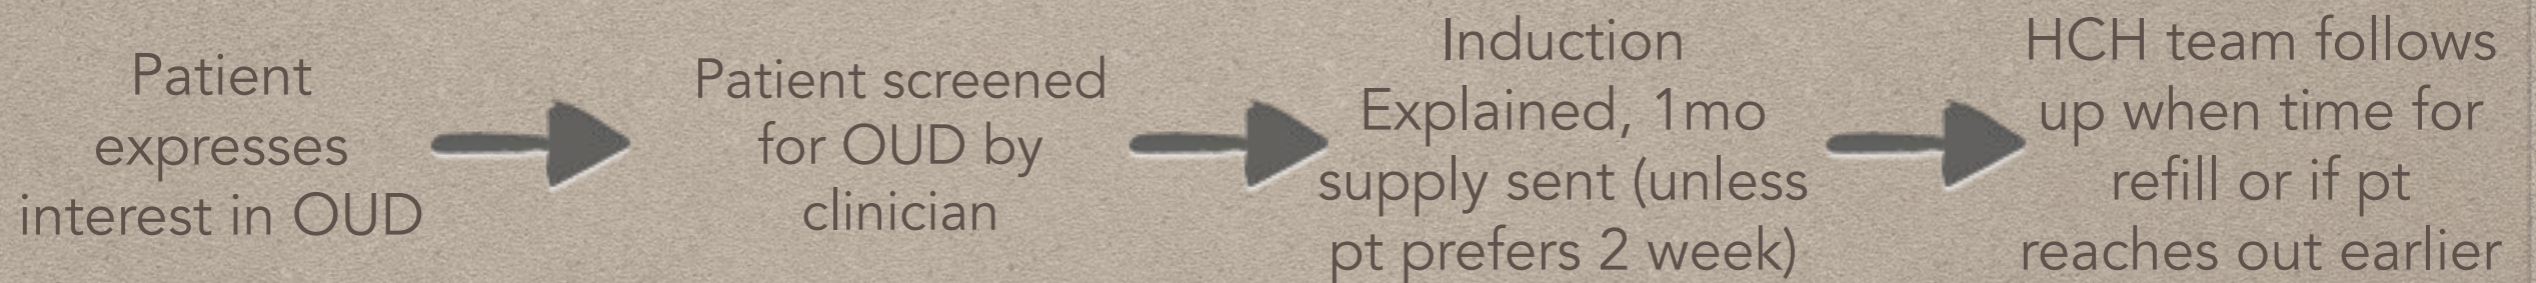 Patient
expresses
interest in OUD
Patient screened
for OUD by
clinician
Induction
Explained, 1mo
supply sent (unless
pt prefers 2 week)
HCH team follows
up when time for
refill or if pt
reaches out earlier